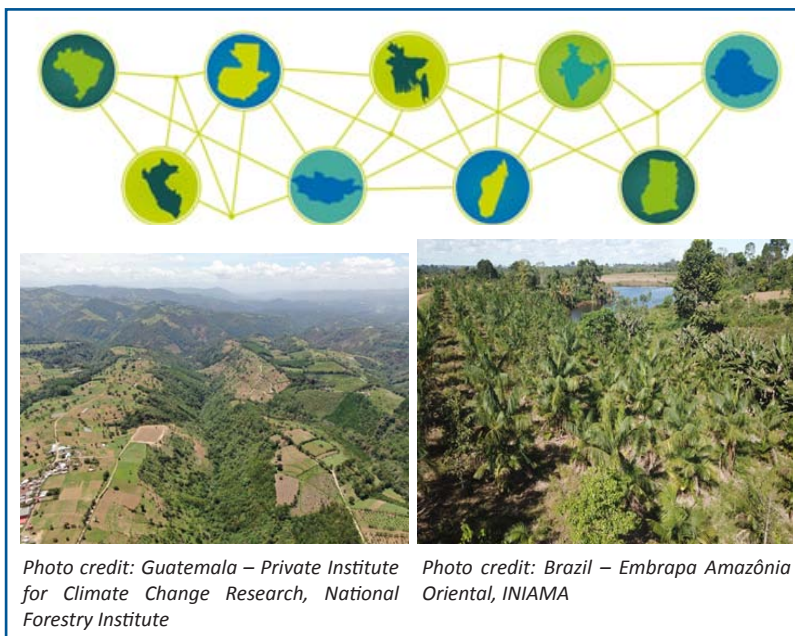 Photo credit: Guatemala – Private Institute
for Climate Change Research, National
Forestry Institute
Photo credit: Brazil – Embrapa Amazônia
Oriental, INIAMA